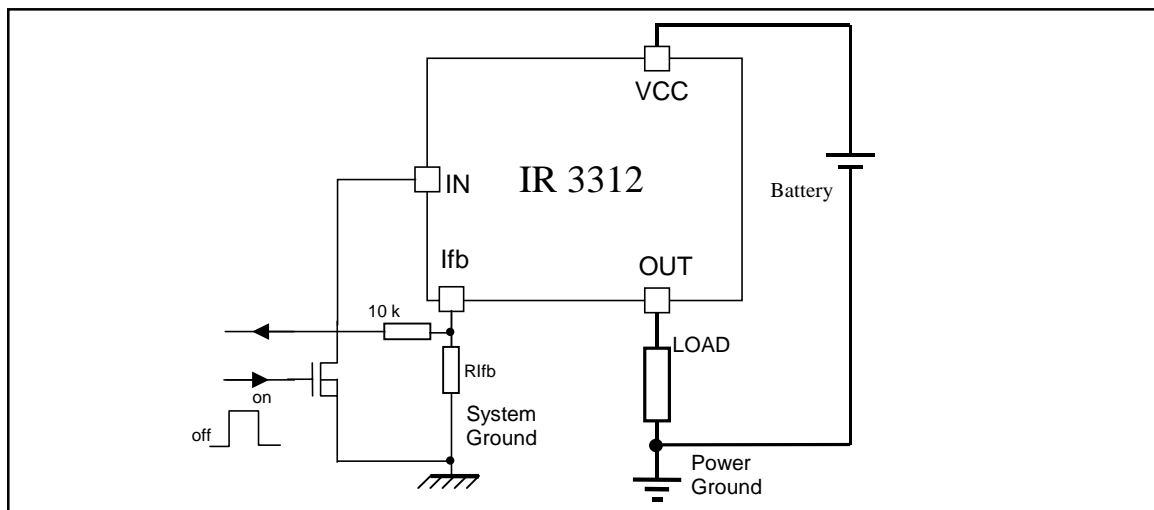 VCC
IN
IR 3312
Battery
Ifb
OUT
10 k
LOAD
RIfb
on
off
System
Ground
Power
Ground